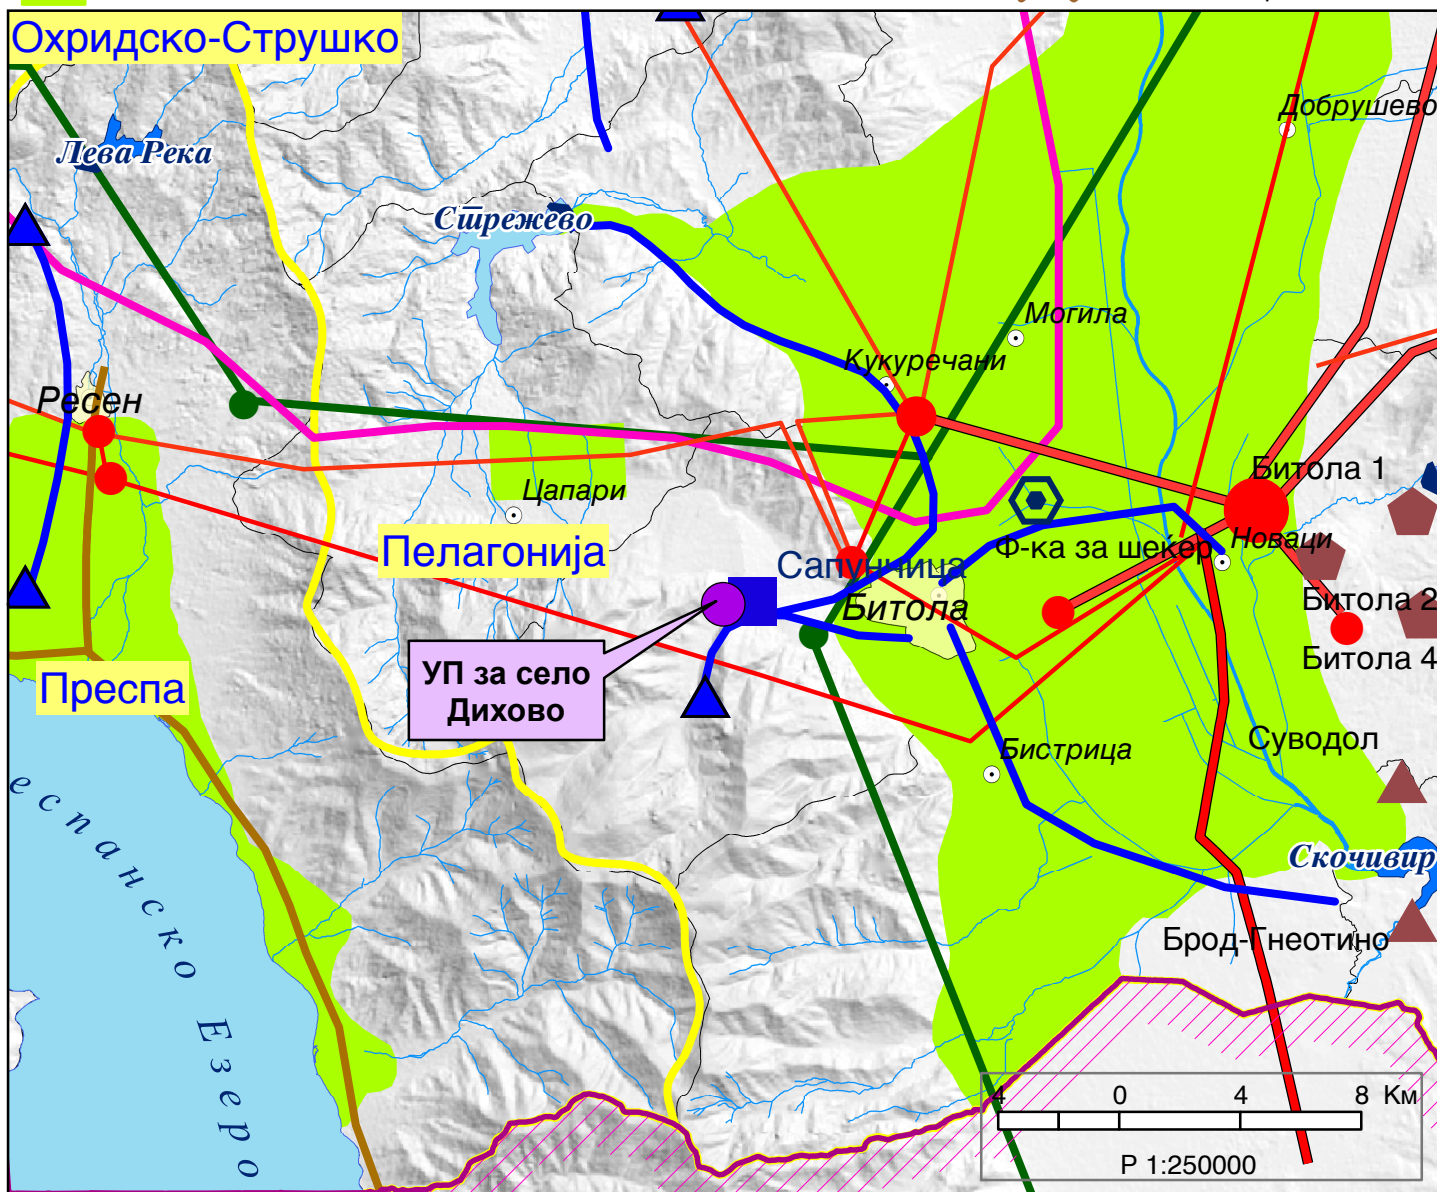 Охридско-Струшко
Добрушево
Лева Река
Стрежево
Могила
Кукуречани
Ресен
Битола 1
Цапари
Новаци
Ф-ка за шеќер
Пелагонија
Сапунчица
Битола
Битола 2
УП за село
Дихово
Битола 4
Преспа
Суводол
Бистрица
Скочивир
Брод-Гнеотино
еспанско Езеро
4 0 4 8 Км
Р 1:250000